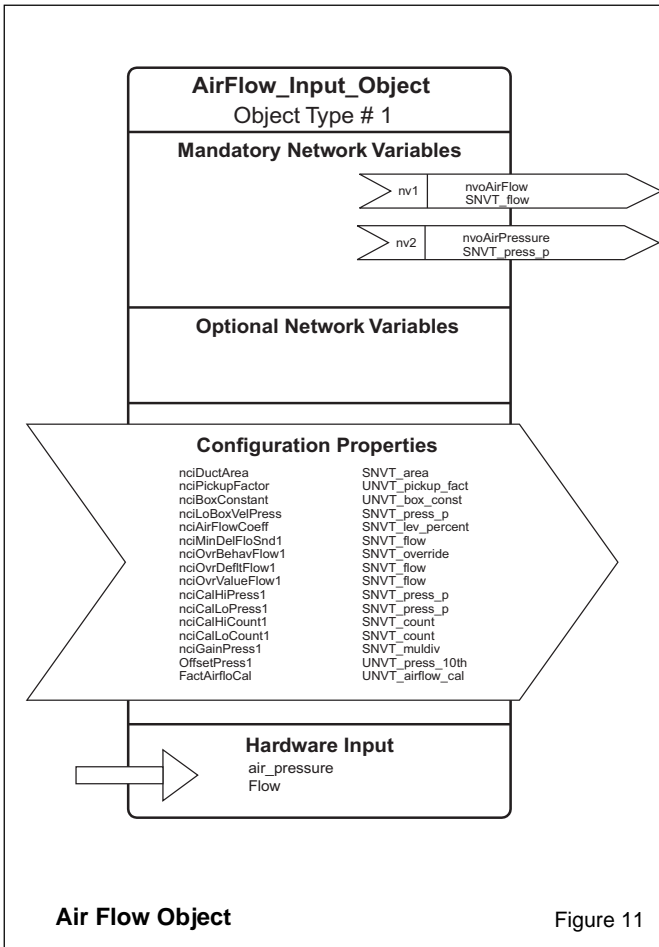 AirFlow_Input_Object
Object Type # 1
Mandatory Network Variables
nv1 nvoAirFlow
SNVT_flow
nv2 nvoAirPressure
SNVT_press_p
Optional Network Variables
Configuration Properties
nciDuctArea SNVT_area
nciPickupFactor UNVT_pickup_fact
nciBoxConstant UNVT_box_const
nciLoBoxVelPress SNVT_press_p
nciAirFlowCoeff SNVT_lev_percent
nciMinDelFloSnd1 SNVT_flow
nciOvrBehavFlow1 SNVT_override
nciOvrDefltFlow1 SNVT_flow
nciOvrValueFlow1 SNVT_flow
nciCalHiPress1 SNVT_press_p
nciCalLoPress1 SNVT_press_p
nciCalHiCount1 SNVT_count
nciCalLoCount1 SNVT_count
nciGainPress1 SNVT_muldiv
OffsetPress1 UNVT_press_10th
FactAirfloCal UNVT_airflow_cal
Hardware Input
air_pressure
Flow
Air Flow Object Figure 11